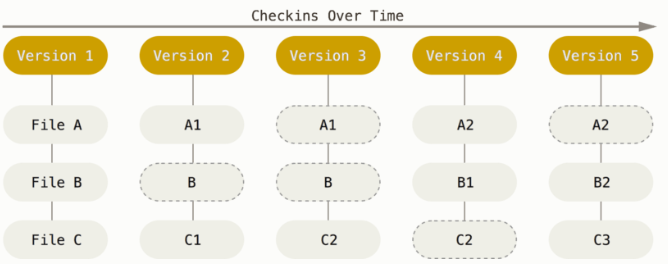 Checkins Over Time
Version 1 Version 2 Version 3 Version 4 Version 5
File A A1 A1 A2 A2
File B B B B1 B2
File C C1 C2 C2 C3